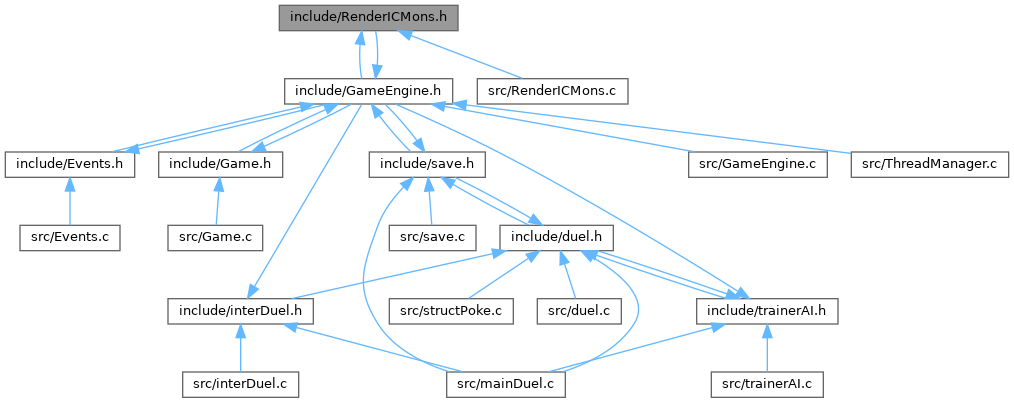 include/RenderICMons.h
include/GameEngine.h
src/RenderICMons.c
include/Events.h
include/Game.h
include/save.h
src/GameEngine.c
src/ThreadManager.c
src/Events.c
src/Game.c
src/save.c
include/duel.h
include/interDuel.h
src/structPoke.c
src/duel.c
include/trainerAI.h
src/interDuel.c
src/mainDuel.c
src/trainerAI.c